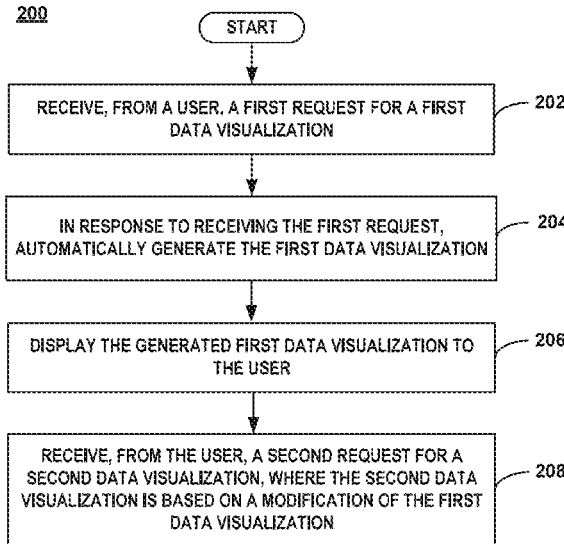 200
START
RECEIVE, FROM A USER, A FIRST REQUEST FOR A FIRST
DATA VISUALIZATION
202
IN RESPONSE TO RECEIVING THE FIRST REQUEST,
AUTOMATICALLY GENERATE THE FIRST DATA VISUALIZATION
204
DISPLAY THE GENERATED FIRST DATA VISUALIZATION TO
THE USER
206
RECEIVE, FROM THE USER, A SECOND REQUEST FOR A
SECOND DATA VISUALIZATION, WHERE THE SECOND DATA
VISUALIZATION IS BASED ON A MODIFICATION OF THE FIRST
DATA VISUALIZATION
208